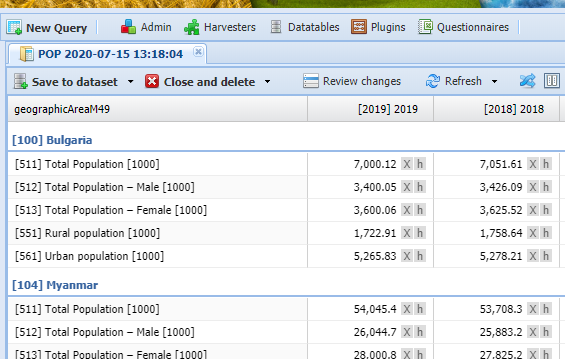 New Query Admin Harvesters Datatables Plugins Questionnaires
POP 2020-07-15 13:18:04
Save to dataset Close and delete Review changes Refresh
geographicAreaM49 [2019] 2019 [2018] 2018
[100] Bulgaria
[511] Total Population [1000] 7,000.12 X h 7,051.61 X h
[512] Total Population – Male [1000] 3,400.05 X h 3,426.09 X h
[513] Total Population – Female [1000] 3,600.06 X h 3,625.52 X h
[551] Rural population [1000] 1,722.91 X h 1,758.64 X h
[561] Urban population [1000] 5,265.83 X h 5,278.21 X h
[104] Myanmar
[511] Total Population [1000] 54,045.4 X h 53,708.3 X h
[512] Total Population – Male [1000] 26,044.7 X h 25,883.2 X h
[513] Total Population – Female [1000] 28,000.8 X h 27,825.2 X h